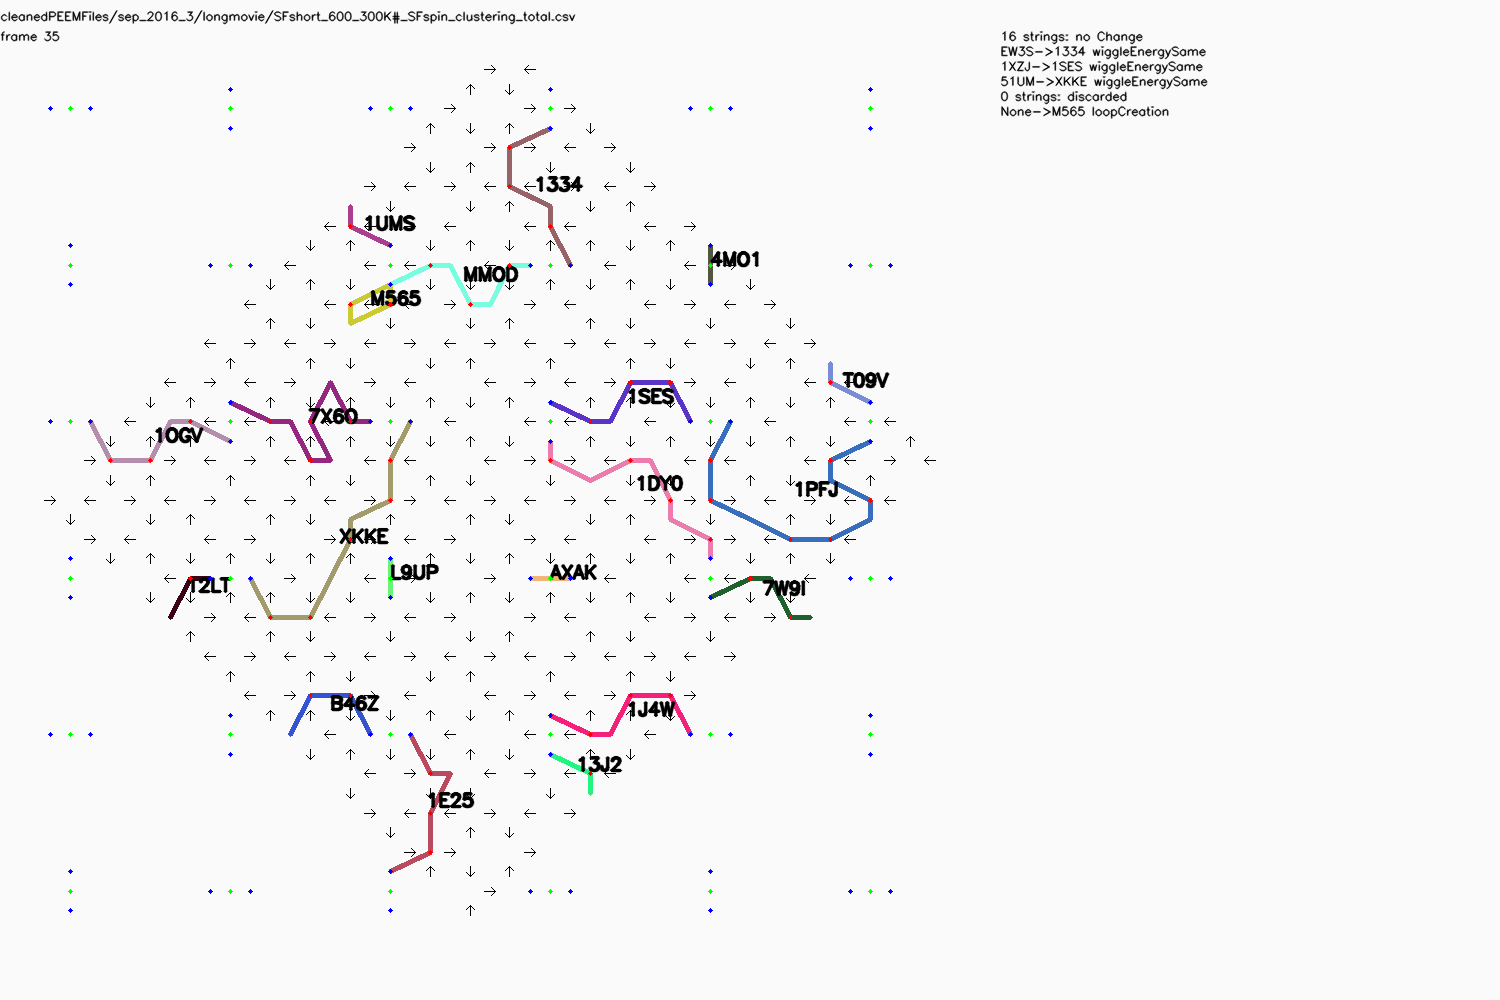 cleanedPEEMFiles/sep_2016_3/longmovie/SFshort_600_300K#_SFspin_clustering_total.csv
frame 35
16 strings: no Change
EW3S->1334 wiggleEnergySame
1XZJ->1SES wiggleEnergySame
51UM->XKKE wiggleEnergySame
0 strings: discarded
None->M565 loopCreation
1334
1UMS
4MO1
MMOD
M565
T09V
1SES
7X6O
1OGV
1DY0
1PFJ
XKKE
L9UP
AXAK
12LT
7W9I
B46Z
1J4W
13J2
1E25